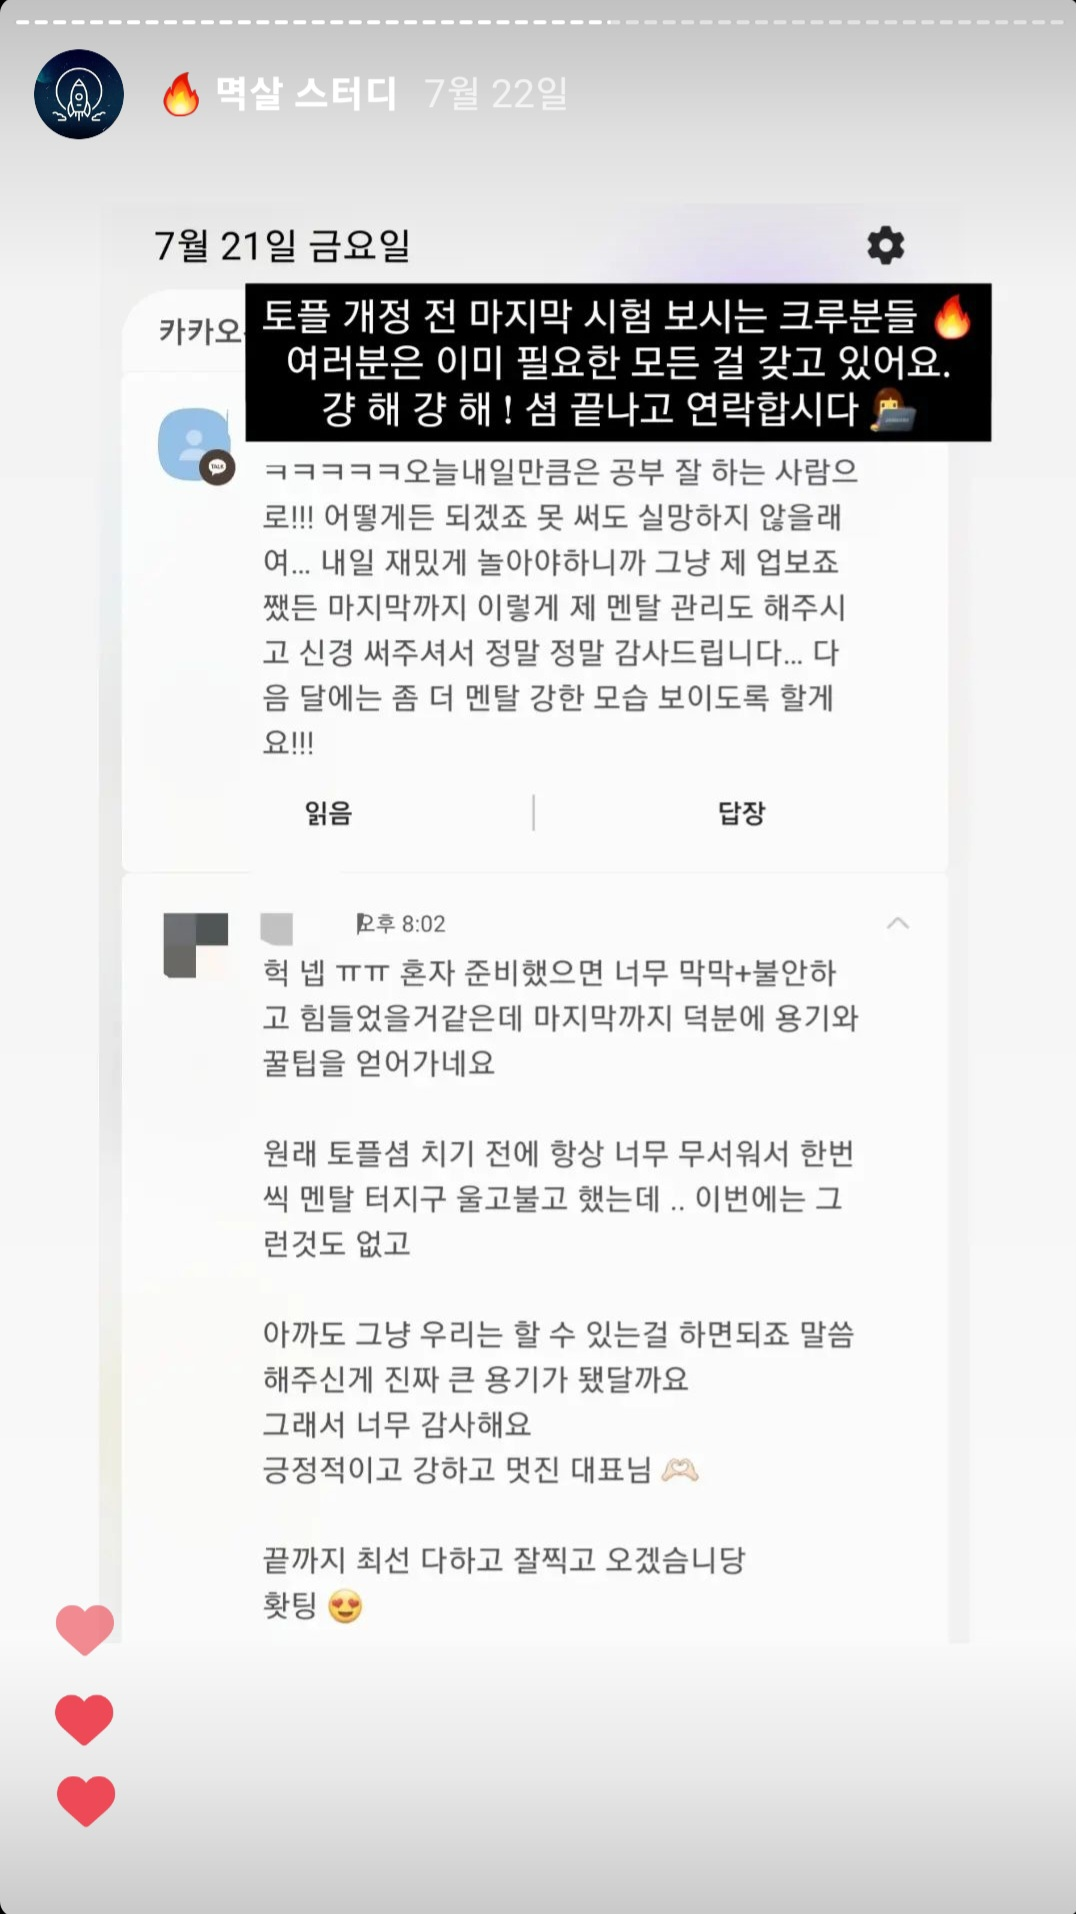 멱살 스터디 7월 22일
7월 21일 금요일
카카오
토플 개정 전 마지막 시험 보시는 크루분들
여러분은 이미 필요한 모든 걸 갖고 있어요.
걍 해 걍 해 ! 셤 끝나고 연락합시다
TALK
ㅋㅋㅋㅋㅋ오늘내일만큼은 공부 잘 하는 사람으
로!!! 어떻게든 되겠죠 못 써도 실망하지 않을래
여... 내일 재밌게 놀아야하니까 그냥 제 업보죠
쨌든 마지막까지 이렇게 제 멘탈 관리도 해주시
고 신경 써주셔서 정말 정말 감사드립니다... 다
음 달에는 좀 더 멘탈 강한 모습 보이도록 할게
요!!!
읽음 답장
오후 8:02
헉 넵 ㅠㅠ 혼자 준비했으면 너무 막막+불안하
고 힘들었을거같은데 마지막까지 덕분에 용기와
꿀팁을 얻어가네요
원래 토플셤 치기 전에 항상 너무 무서워서 한번
씩 멘탈 터지구 울고불고 했는데 .. 이번에는 그
런것도 없고
아까도 그냥 우리는 할 수 있는걸 하면되죠 말씀
해주신게 진짜 큰 용기가 됐달까요
그래서 너무 감사해요
긍정적이고 강하고 멋진 대표님
끝까지 최선 다하고 잘찍고 오겠슴니당
홧팅